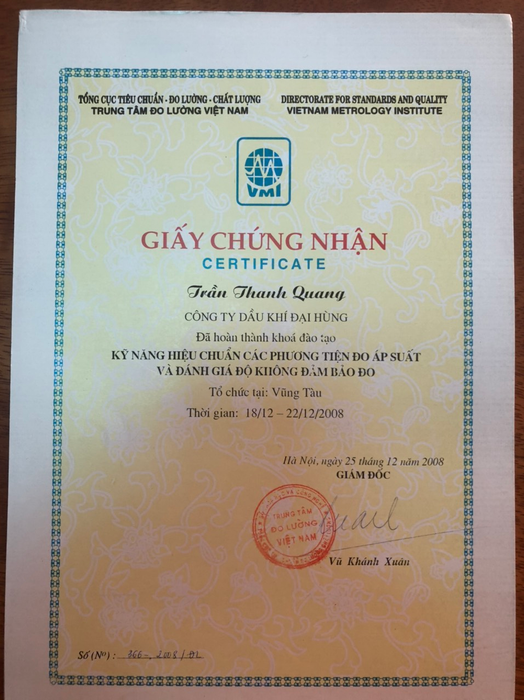 TỔNG CỤC TIÊU CHUẨN - ĐO LƯỜNG - CHẤT LƯỢNG
TRUNG TÂM ĐO LƯỜNG VIỆT NAM
DIRECTORATE FOR STANDARDS AND QUALITY
VIETNAM METROLOGY INSTITUTE
VMI
GIẤY CHỨNG NHẬN
CERTIFICATE
Trần Thanh Quang
CÔNG TY DẦU KHÍ ĐẠI HÙNG
Đã hoàn thành khoá đào tạo
KỸ NĂNG HIỆU CHUẨN CÁC PHƯƠNG TIỆN ĐO ÁP SUẤT
VÀ ĐÁNH GIÁ ĐỘ KHÔNG ĐẢM BẢO ĐO
Tổ chức tại: Vũng Tàu
Thời gian: 18/12 – 22/12/2008
Hà Nội, ngày 25 tháng 12 năm 2008
GIÁM ĐỐC
TRUNG TÂM
ĐO LƯỜNG
VIỆT NAM
Vũ Khánh Xuân
Số (Nº) : 366-2008/ĐL